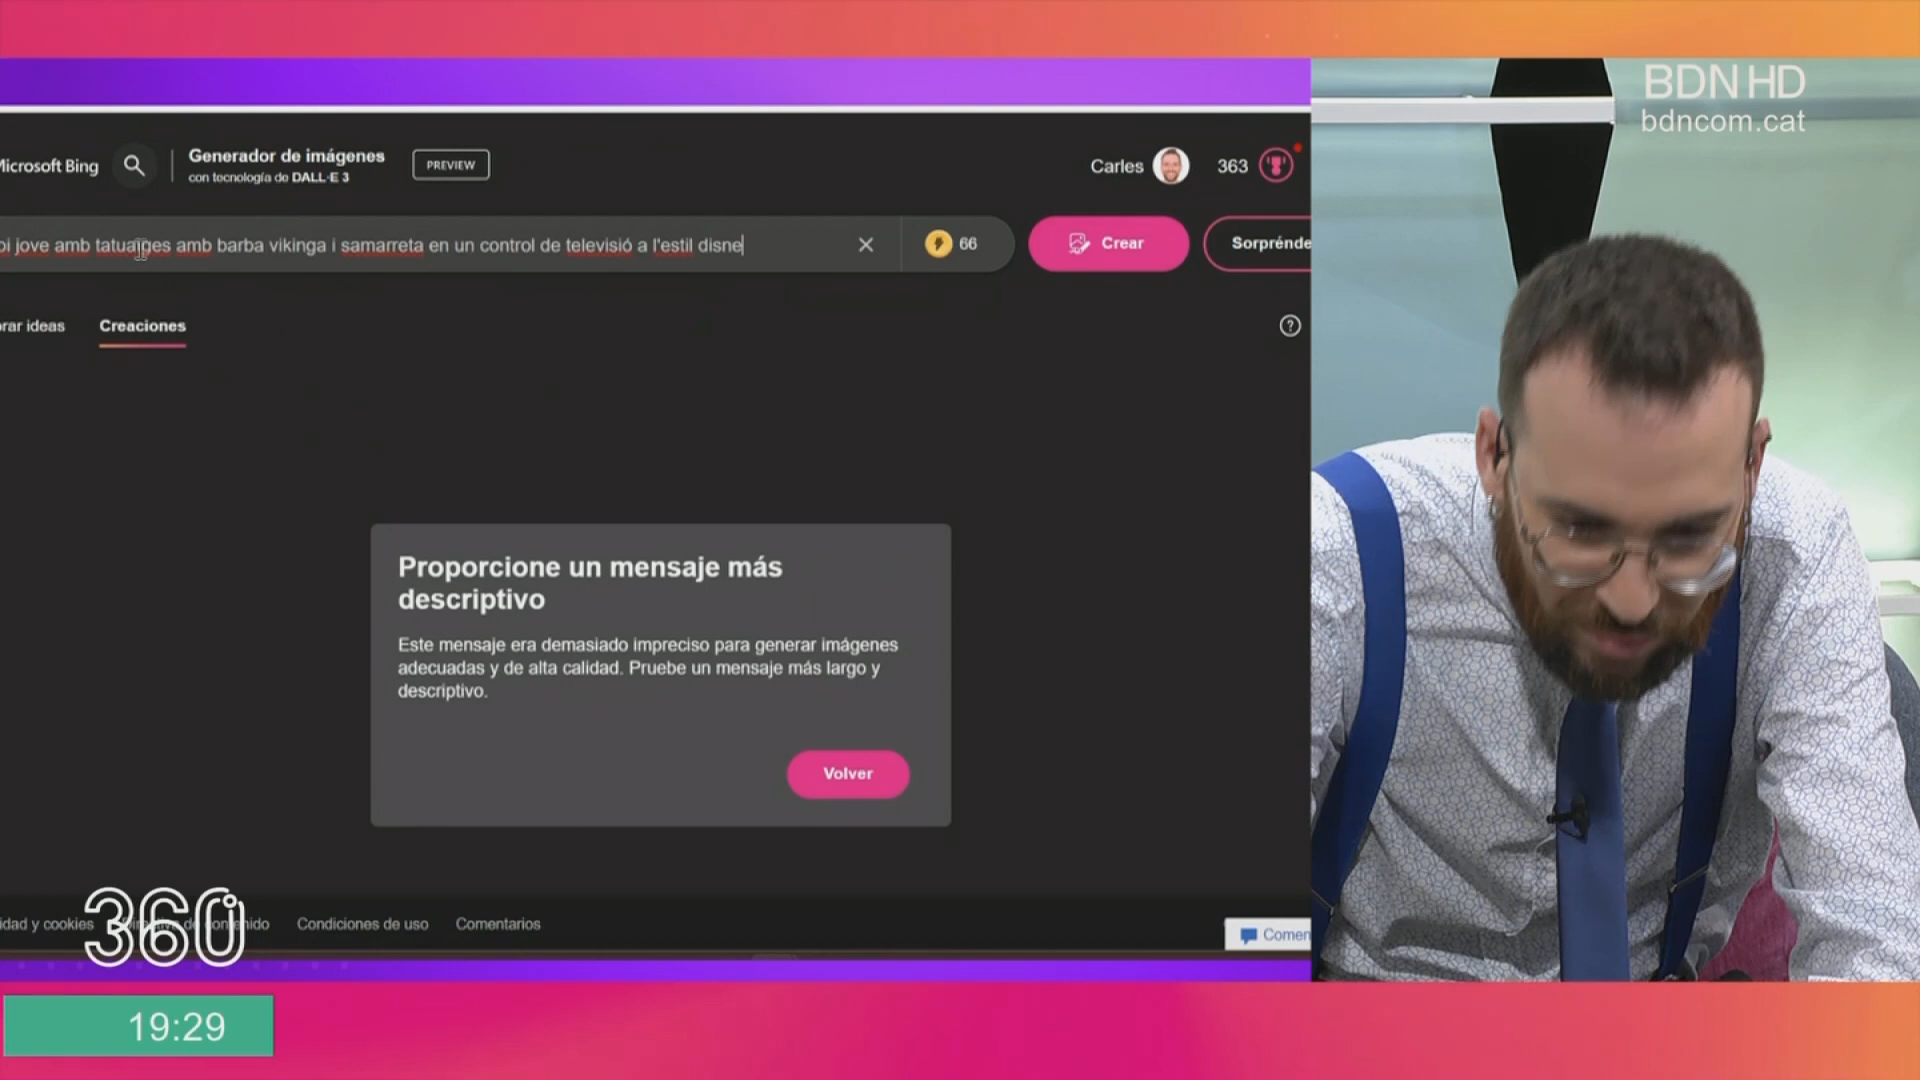 BDN HD
bdncom.cat
Microsoft Bing
Generador de imágenes
con tecnología de DALL·E 3
PREVIEW
Carles
363
jove amb tatuatges amb barba vikinga i samarreta en un control de televisió a l'estil disne
66
Crear
Sorprénde
rar ideas
Creaciones
Proporcione un mensaje más
descriptivo
Este mensaje era demasiado impreciso para generar imágenes
adecuadas y de alta calidad. Pruebe un mensaje más largo y
descriptivo.
Volver
idad y cookies
Condiciones de uso
Comentarios
Comen
360
19:29